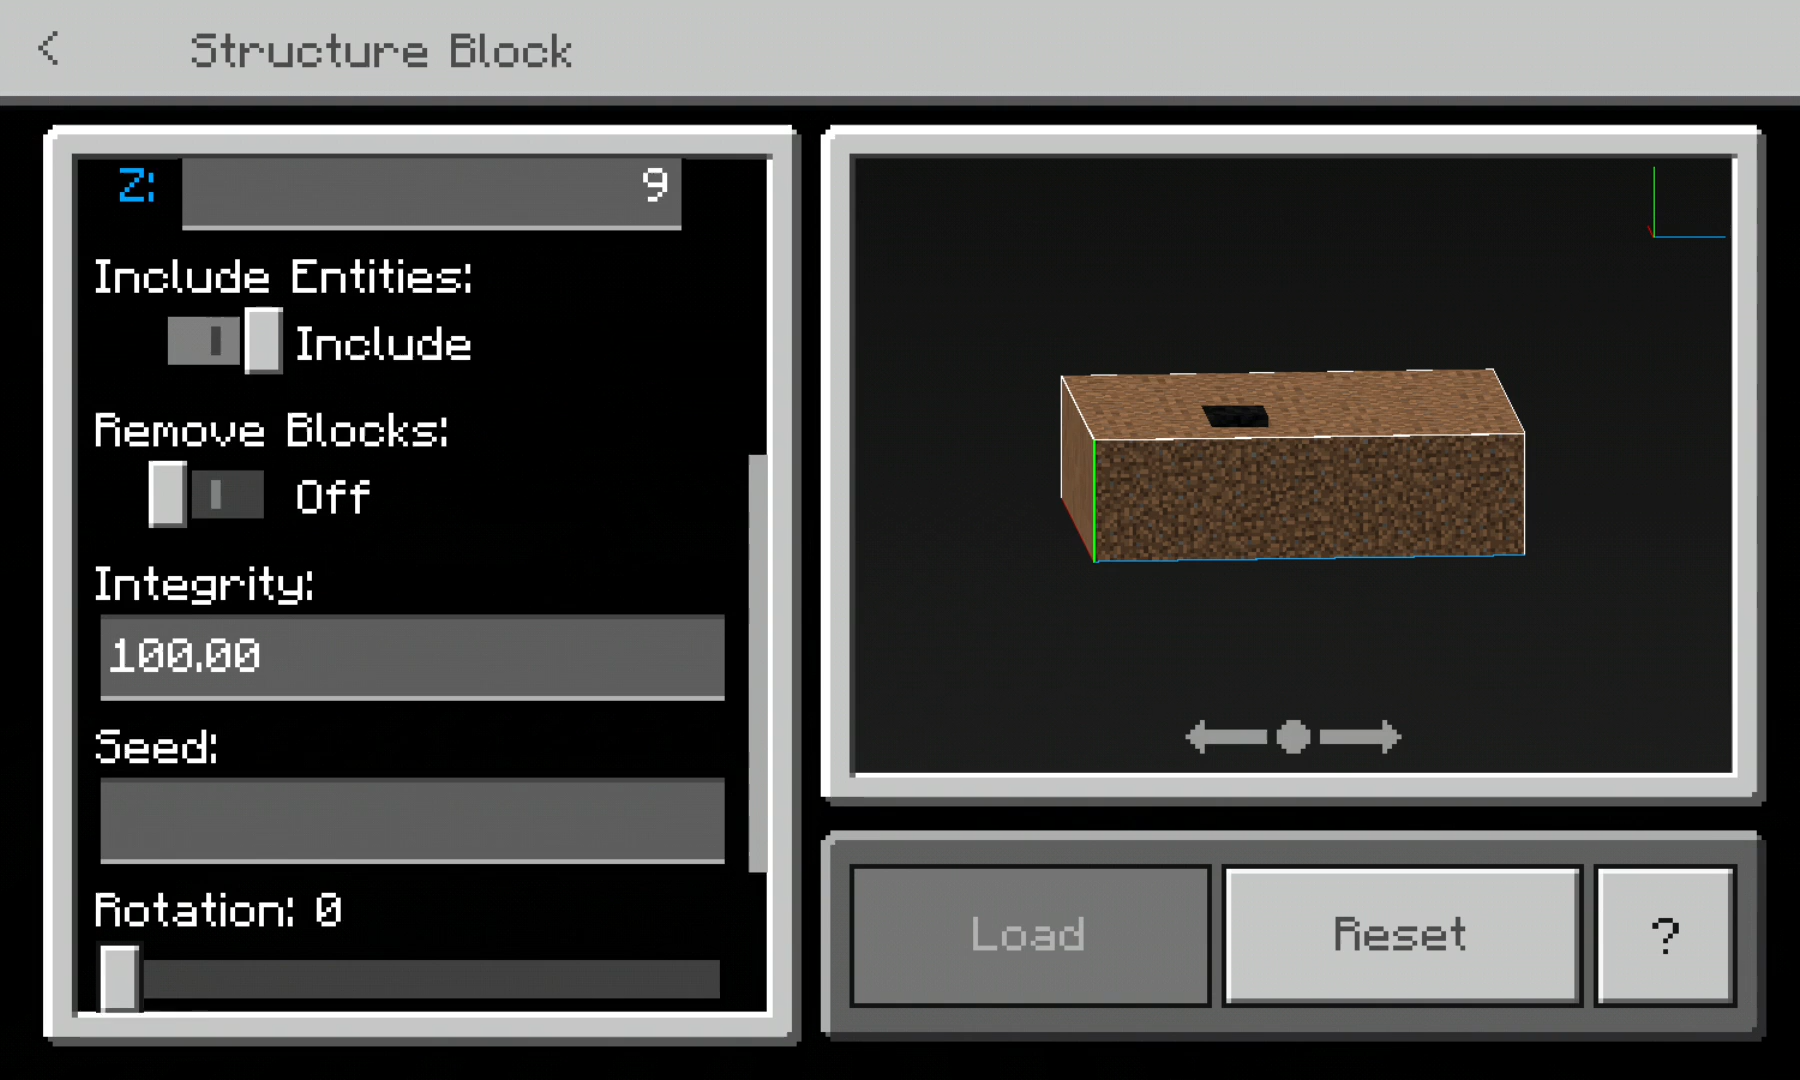 Structure Block
Z: 9
Include Entities:
Include
Remove Blocks:
Off
Integrity:
100.00
Seed:
Rotation: 0
Load
Reset
?